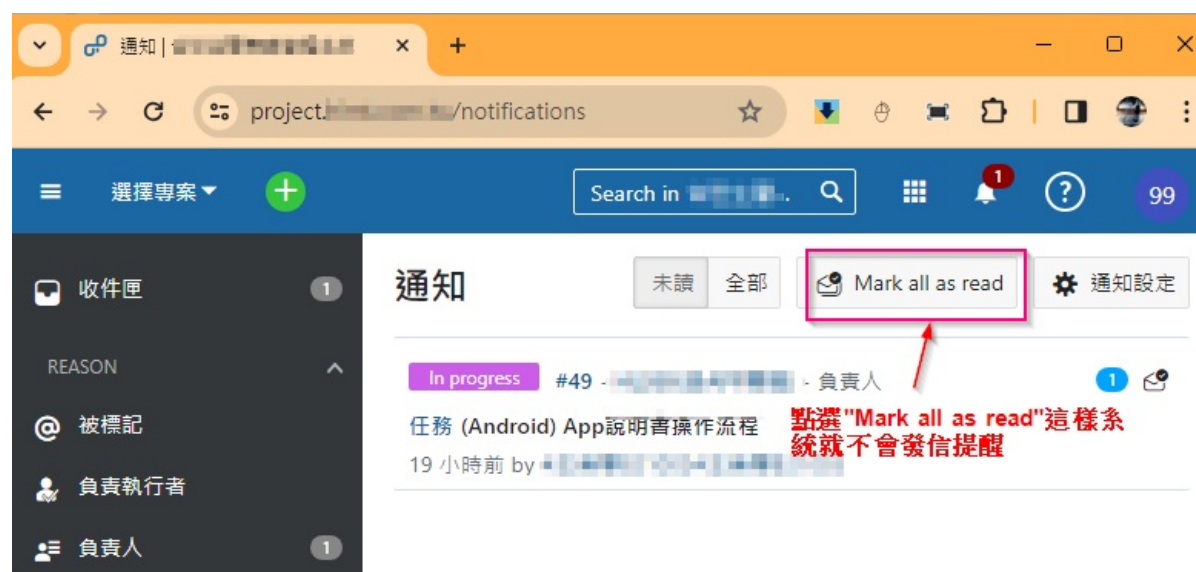 通知 |
project. /notifications
選擇專案
Search in .
1
99
收件匣 1
通知
未讀 全部 Mark all as read 通知設定
REASON
In progress #49 - - 負責人 1
被標記
任務 (Android) App說明書操作流程
點選"Mark all as read"這樣系
統就不會發信提醒
19 小時前 by
負責執行者
負責人 1